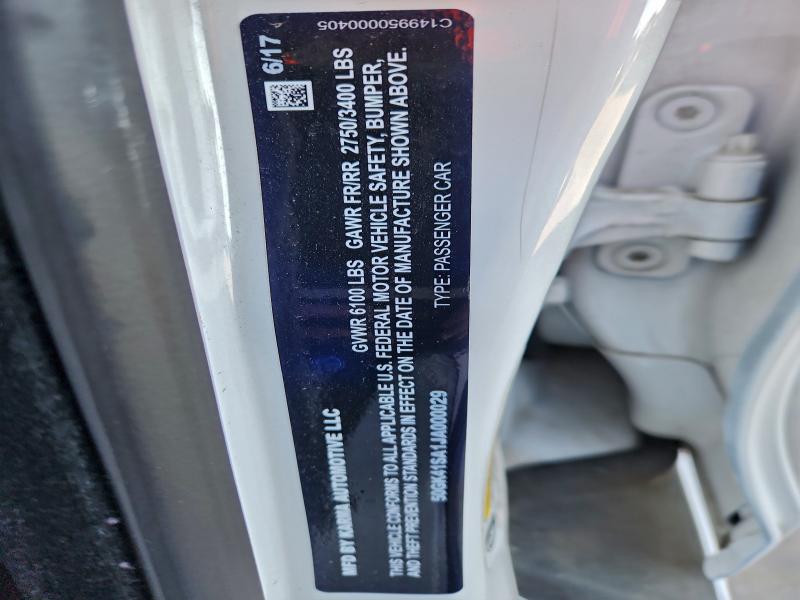 MFD BY KARMA AUTOMOTIVE LLC
6/17
GVWR 6100 LBS GAWR FR/RR 2750/3400 LBS
THIS VEHICLE CONFORMS TO ALL APPLICABLE U.S. FEDERAL MOTOR VEHICLE SAFETY, BUMPER,
AND THEFT PREVENTION STANDARDS IN EFFECT ON THE DATE OF MANUFACTURE SHOWN ABOVE.
50GK41SA1JA000029
TYPE: PASSENGER CAR
C1499500000405